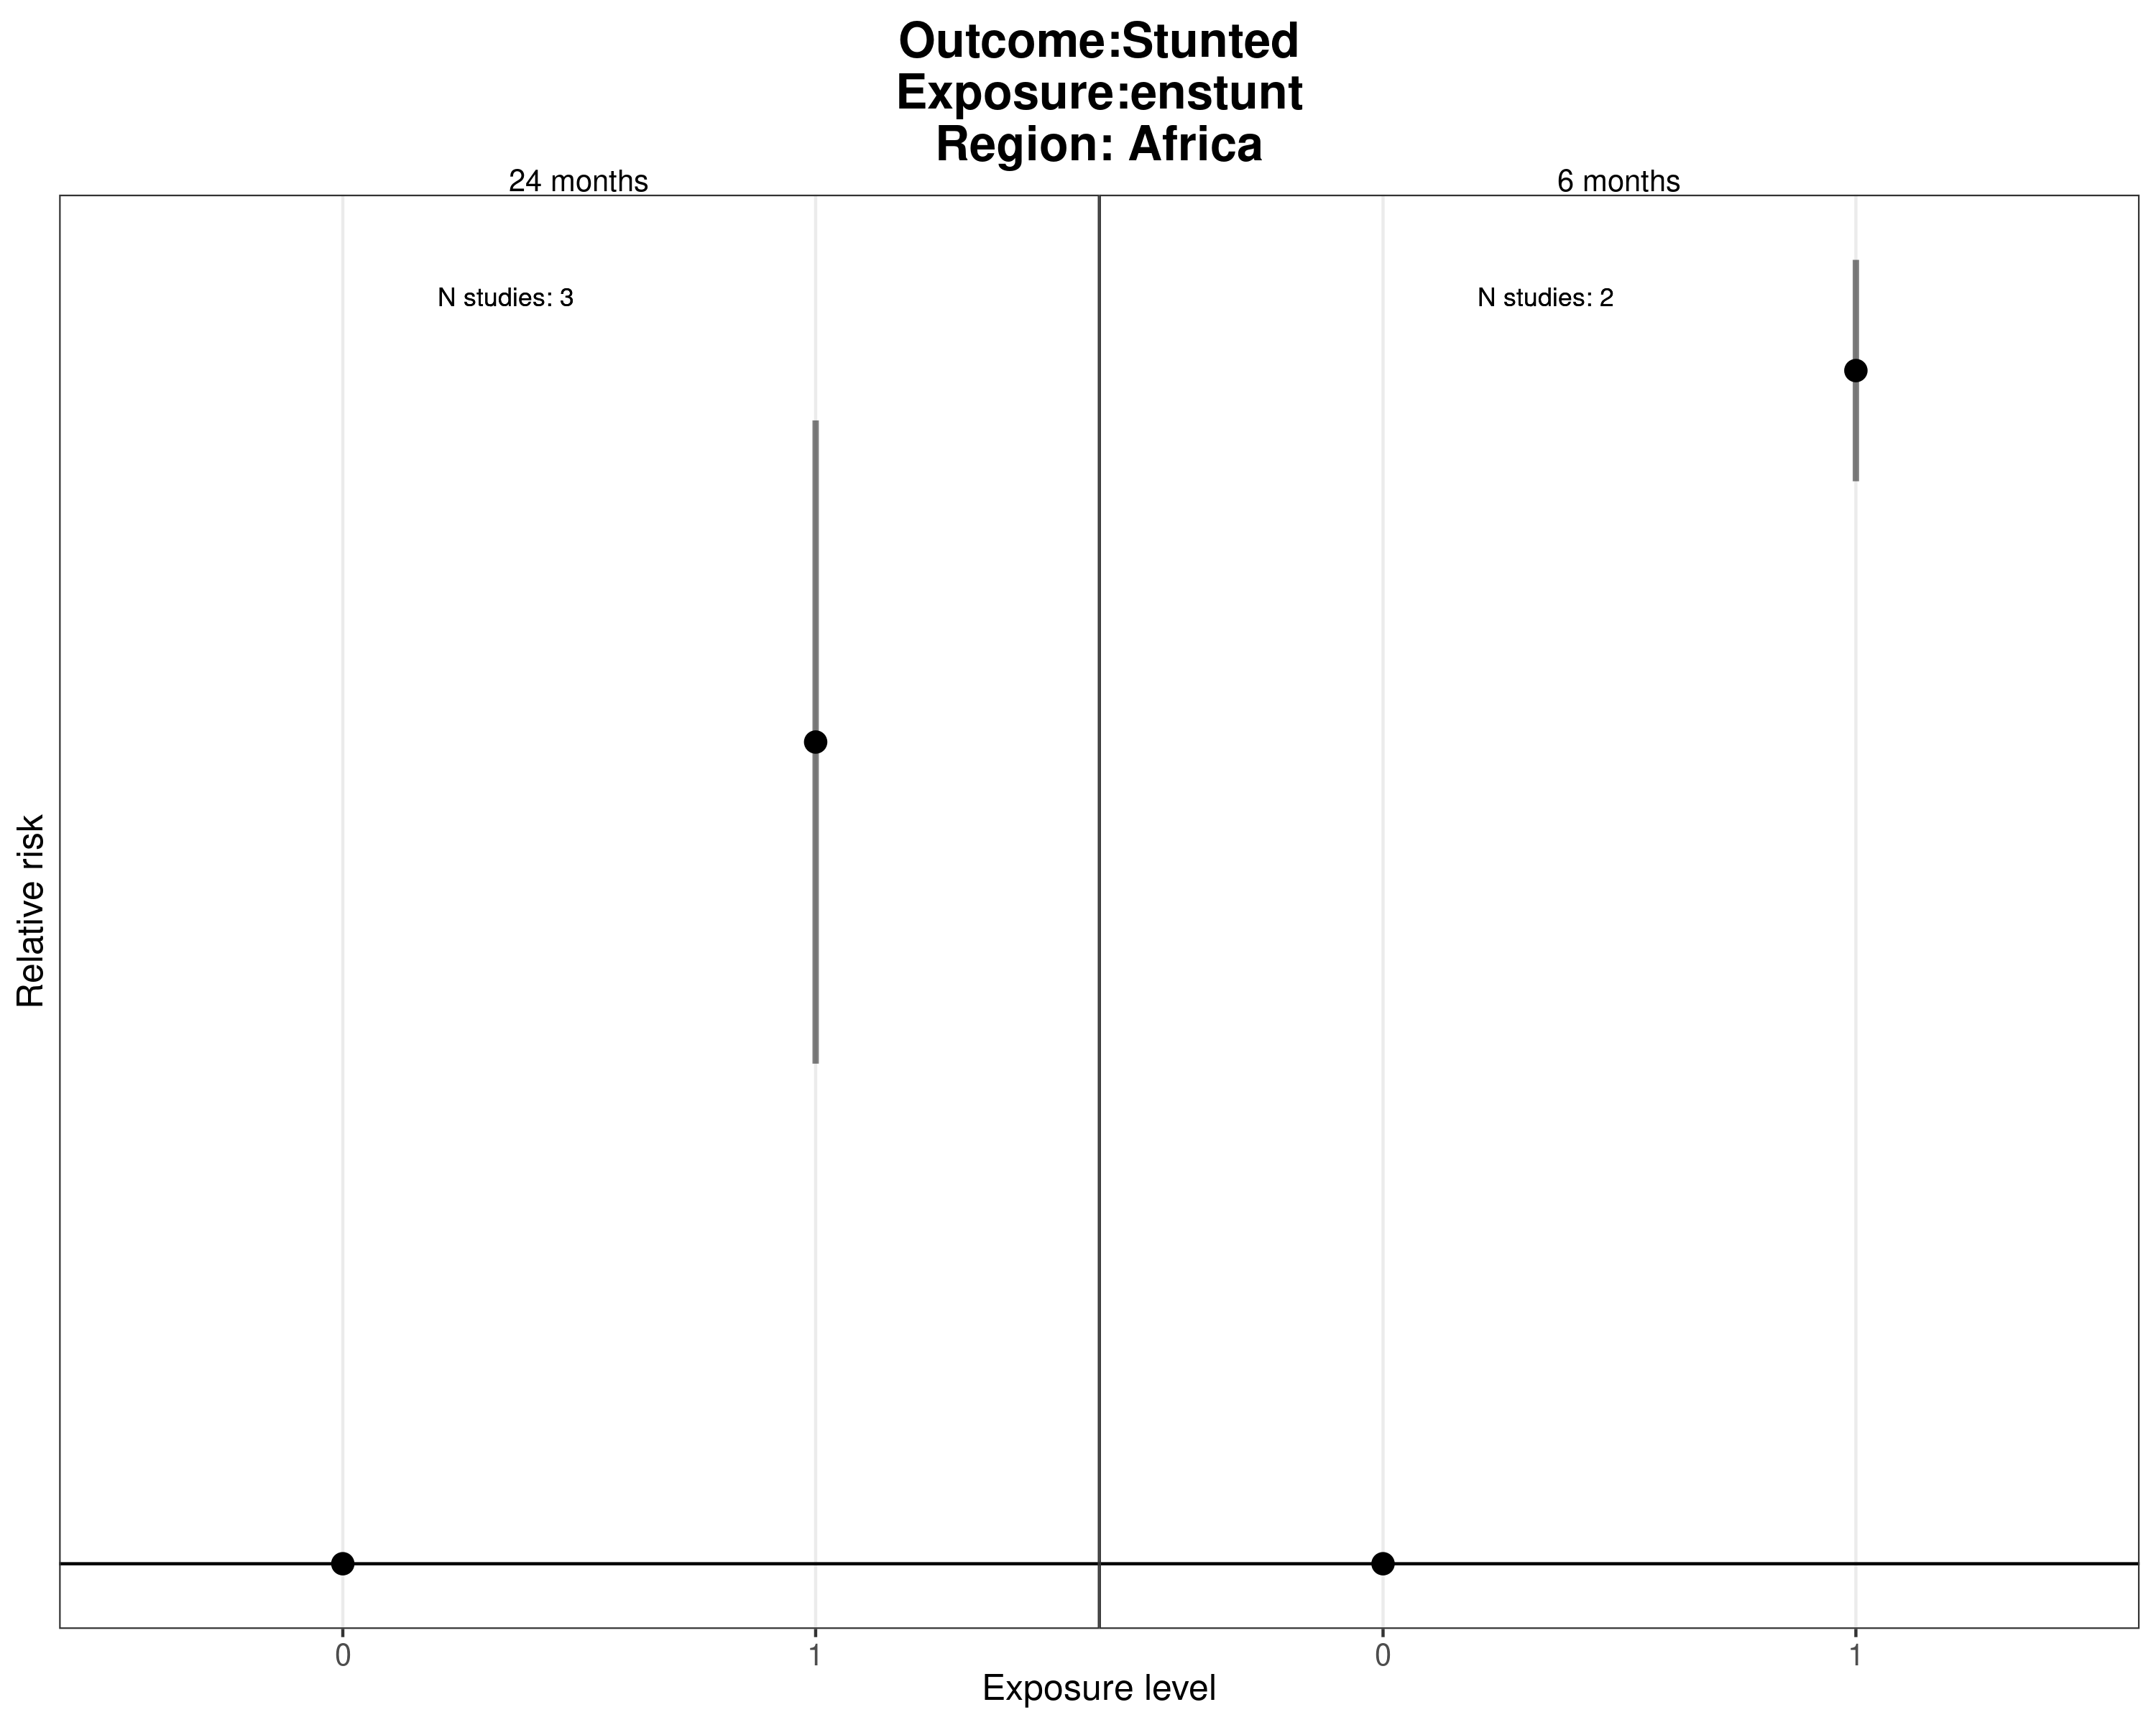 Outcome:Stunted
Exposure:enstunt
Region: Africa
24 months
6 months
N studies: 3
N studies: 2
Relative risk
0
1
0
1
Exposure level